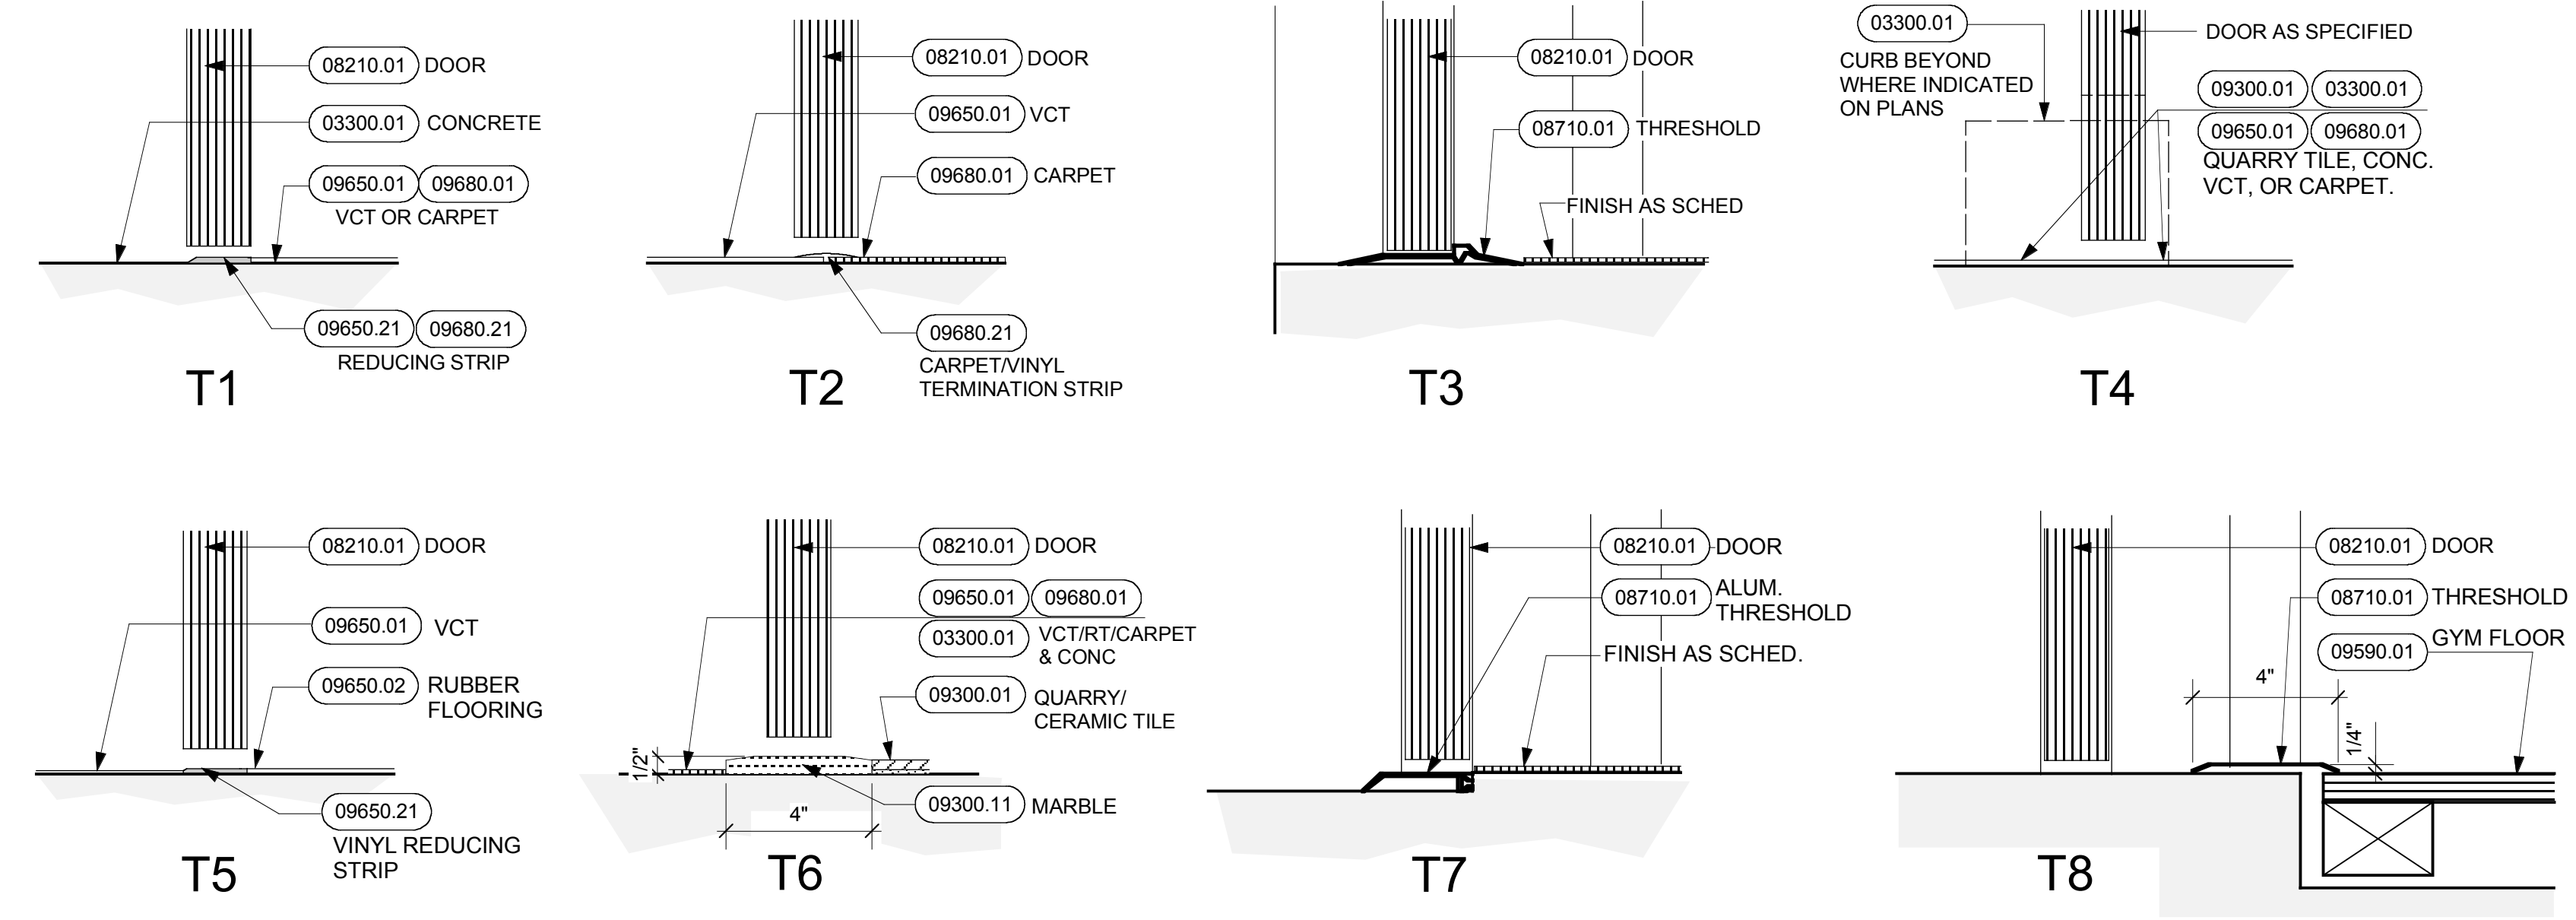 08210.01 DOOR
03300.01 CONCRETE
09650.01 09680.01
VCT OR CARPET
09650.21 09680.21
REDUCING STRIP
T1
08210.01 DOOR
09650.01 VCT
09680.01 CARPET
09680.21
CARPET/VINYL
TERMINATION STRIP
T2
08210.01 DOOR
08710.01 THRESHOLD
FINISH AS SCHED
T3
03300.01
CURB BEYOND
WHERE INDICATED
ON PLANS
DOOR AS SPECIFIED
09300.01 03300.01
09650.01 09680.01
QUARRY TILE, CONC.
VCT, OR CARPET.
T4
08210.01 DOOR
09650.01 VCT
09650.02 RUBBER
FLOORING
09650.21
VINYL REDUCING
STRIP
T5
08210.01 DOOR
09650.01 09680.01
03300.01 VCT/RT/CARPET
& CONC
09300.01 QUARRY/
CERAMIC TILE
1/2"
09300.11 MARBLE
4"
T6
08210.01 DOOR
08710.01 ALUM.
THRESHOLD
FINISH AS SCHED.
T7
08210.01 DOOR
08710.01 THRESHOLD
09590.01 GYM FLOOR
4"
1/4"
T8